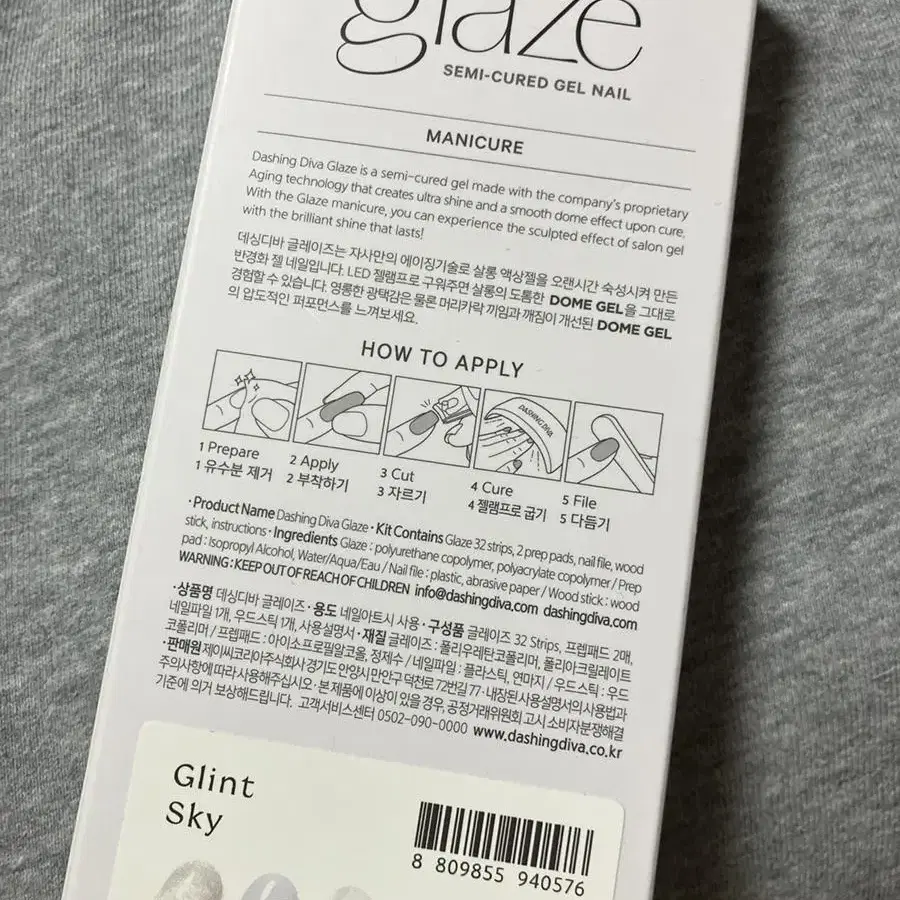 glaze
SEMI-CURED GEL NAIL
MANICURE
Dashing Diva Glaze is a semi-cured gel made with the company's proprietary
Aging technology that creates ultra shine and a smooth dome effect upon cure.
With the Glaze manicure, you can experience the sculpted effect of salon gel
with the brilliant shine that lasts!
데싱디바 글레이즈는 자사만의 에이징기술로 살롱 액상젤을 오랜시간 숙성시켜 만든
반경화 젤 네일입니다. LED 젤램프로 구워주면 살롱의 도톰한 DOME GEL을 그대로
경험할 수 있습니다. 영롱한 광택감은 물론 머리카락 끼임과 깨짐이 개선된 DOME GEL
의 압도적인 퍼포먼스를 느껴보세요.
HOW TO APPLY
DASHING DIVA
1 Prepare
1 유수분 제거
2 Apply
2 부착하기
3 Cut
3 자르기
4 Cure
4 젤램프로 굽기
5 File
5 다듬기
·Product Name Dashing Diva Glaze · Kit Contains Glaze 32 strips, 2 prep pads, nail file, wood
stick, instructions · Ingredients Glaze : polyurethane copolymer, polyacrylate copolymer / Prep
pad : Isopropyl Alcohol, Water/Aqua/Eau / Nail file : plastic, abrasive paper / Wood stick : wood
WARNING : KEEP OUT OF REACH OF CHILDREN info@dashingdiva.com dashingdiva.com
·상품명 데싱디바 글레이즈 · 용도 네일아트시 사용 · 구성품 글레이즈 32 Strips, 프렙패드 2매,
네일파일 1개, 우드스틱 1개, 사용설명서 · 재질 글레이즈 : 폴리우레탄코폴리머, 폴리아크릴레이트
코폴리머 / 프렙패드 : 아이소프로필알코올, 정제수 / 네일파일 : 플라스틱, 연마지 / 우드스틱 : 우드
·판매원 제이씨코리아주식회사 경기도 안양시 만안구 덕천로 72번길 77 · 내장된 사용설명서의 사용법과
주의사항에 따라 사용해주십시오 · 본 제품에 이상이 있을 경우, 공정거래위원회 고시 소비자분쟁해결
기준에 의거 보상해드립니다. 고객서비스센터 0502-090-0000 www.dashingdiva.co.kr
Glint
Sky
8 809855 940576